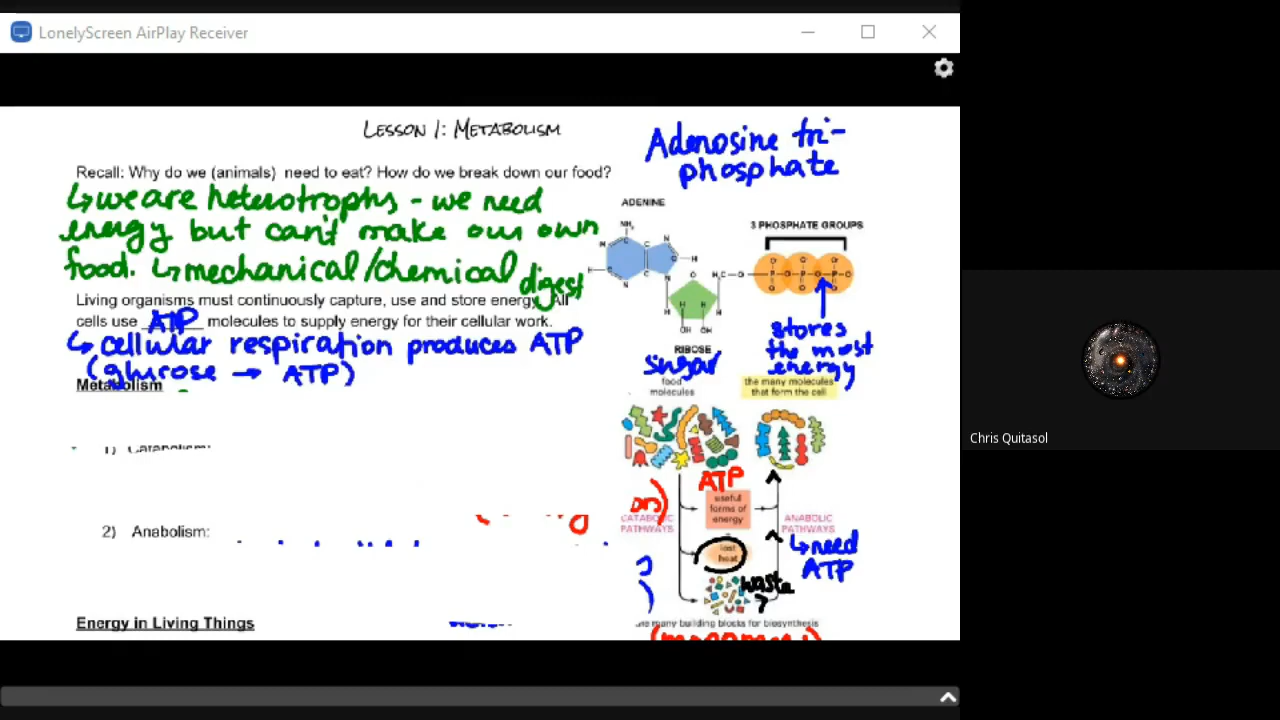 LonelyScreen AirPlay Receiver
LESSON 1: METABOLISM
Recall: Why do we (animals) need to eat? How do we break down our food?
↳ we are heterotrophs - we need
energy but can't make our own
food. ↳ mechanical/chemical digest
Living organisms must continuously capture, use and store energy. All
cells use ATP molecules to supply energy for their cellular work.
↳ cellular respiration produces ATP
(glucose → ATP)
Metabolism
1) Catabolism:
2) Anabolism:
Energy in Living Things
Adenosine tri-
phosphate
ADENINE
3 PHOSPHATE GROUPS
NH₂
RIBOSE
sugar
stores
the most
energy
food
molecules
the many molecules
that form the cell
ATP
useful
forms of
energy
CATABOLIC
PATHWAYS
ANABOLIC
PATHWAYS
lost
heat
↳ need
ATP
waste
many building blocks for biosynthesis
Chris Quitasol